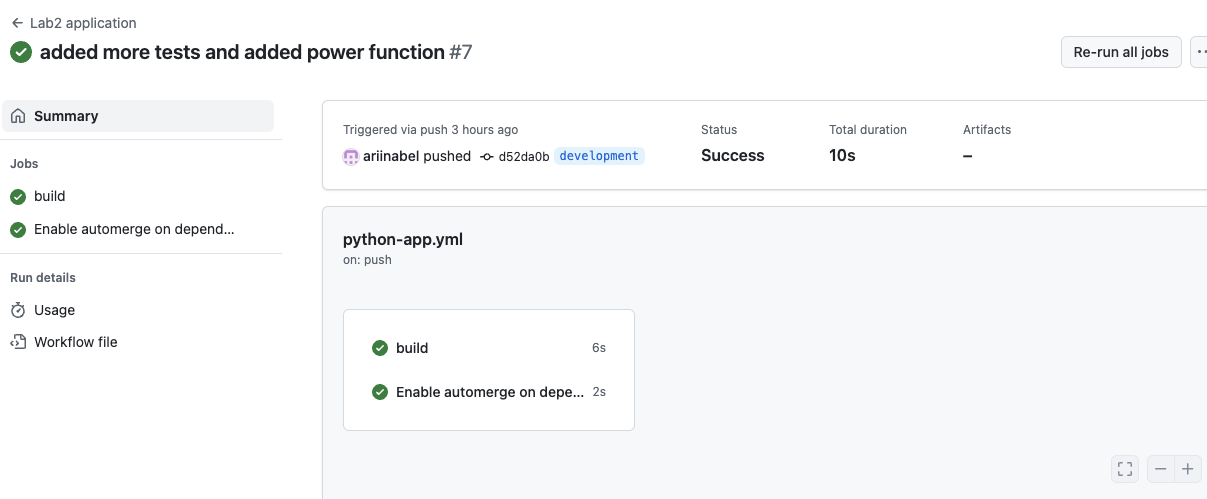 Lab2 application
added more tests and added power function #7
Re-run all jobs
Summary
Jobs
build
Enable automerge on depend...
Run details
Usage
Workflow file
Triggered via push 3 hours ago
ariinabel pushed d52da0b development
Status
Success
Total duration
10s
Artifacts
–
python-app.yml
on: push
build 6s
Enable automerge on depe... 2s